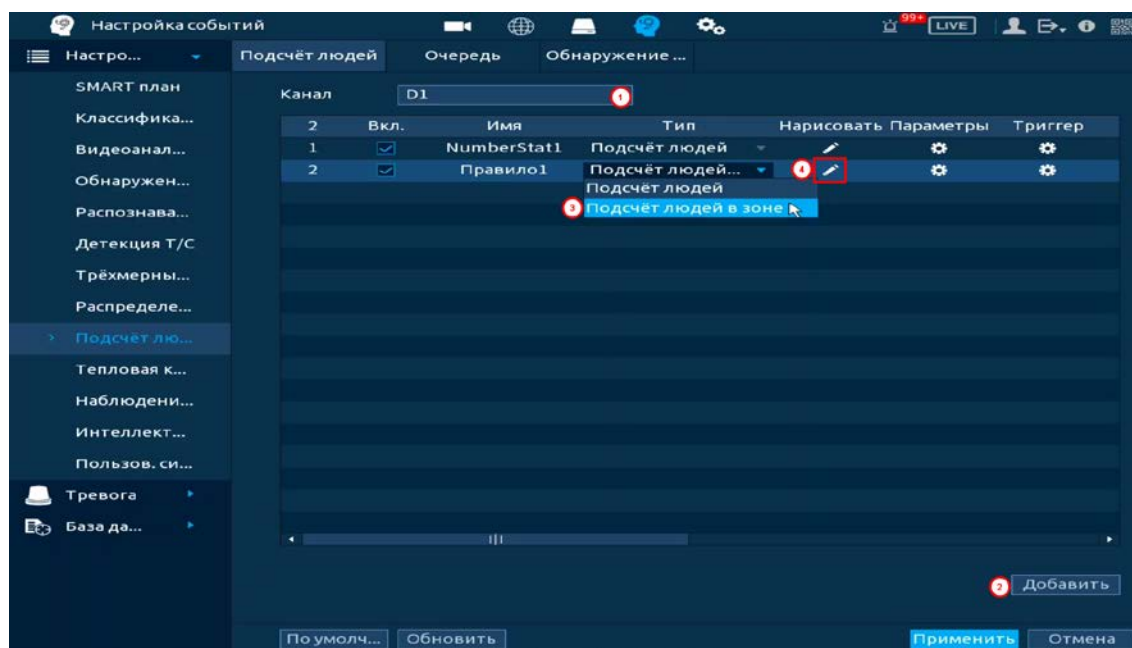 Настройка событий 99+ LIVE
Настро... Подсчёт людей Очередь Обнаружение ...
SMART план
Канал D1 1
Классифика...
2 Вкл. Имя Тип Нарисовать Параметры Триггер
Видеоанал...
1 NumberStat1 Подсчёт людей
2 Правило1 Подсчёт людей... 4
Обнаружен...
Подсчёт людей
Распознава...
3 Подсчёт людей в зоне
Детекция Т/С
Трёхмерны...
Распределе...
Подсчёт лю...
Тепловая к...
Наблюдени...
Интеллект...
Пользов. си...
Тревога
База да...
2 Добавить
По умолч... Обновить Применить Отмена